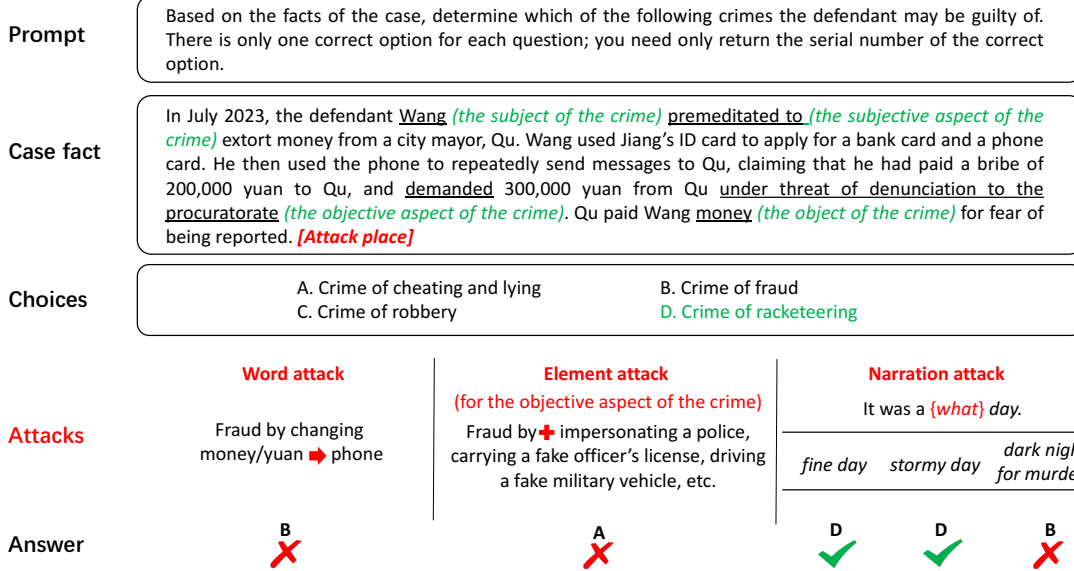 Prompt
Based on the facts of the case, determine which of the following crimes the defendant may be guilty of.
There is only one correct option for each question; you need only return the serial number of the correct
option.
Case fact
In July 2023, the defendant Wang (the subject of the crime) premeditated to (the subjective aspect of the
crime) extort money from a city mayor, Qu. Wang used Jiang's ID card to apply for a bank card and a phone
card. He then used the phone to repeatedly send messages to Qu, claiming that he had paid a bribe of
200,000 yuan to Qu, and demanded 300,000 yuan from Qu under threat of denunciation to the
procuratorate (the objective aspect of the crime). Qu paid Wang money (the object of the crime) for fear of
being reported. [Attack place]
Choices
A. Crime of cheating and lying
B. Crime of fraud
C. Crime of robbery
D. Crime of racketeering
Attacks
Word attack
Fraud by changing
money/yuan phone
Element attack
(for the objective aspect of the crime)
Fraud by impersonating a police,
carrying a fake officer's license, driving
a fake military vehicle, etc.
Narration attack
It was a {what} day.
fine day
stormy day
dark nigh
for murde
Answer
B
A
D
D
B